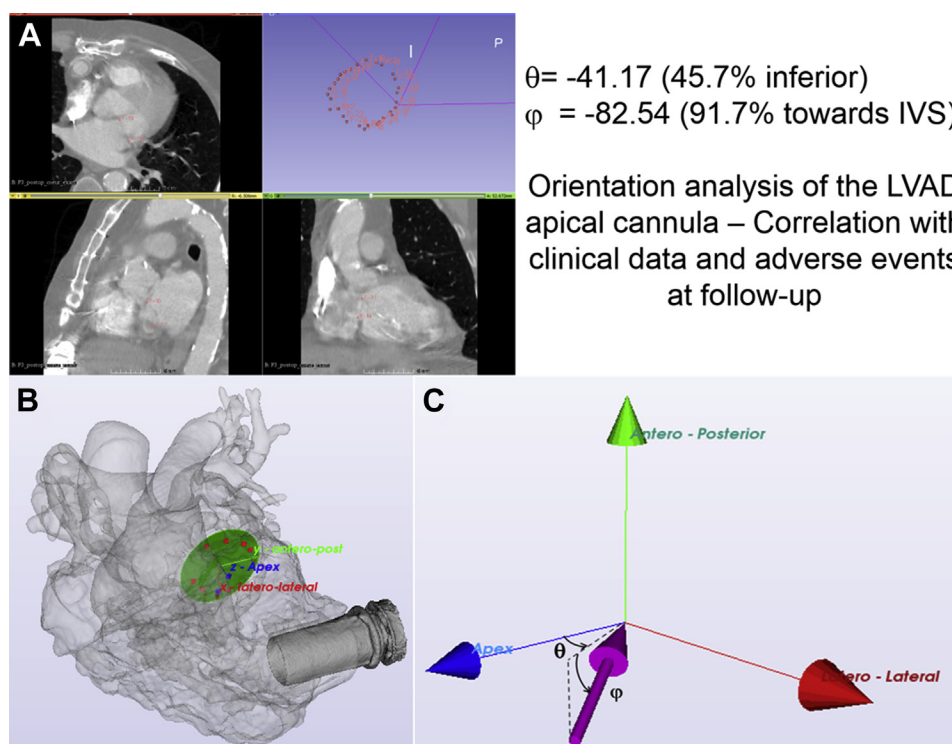 A
I
P
θ= -41.17 (45.7% inferior)
φ = -82.54 (91.7% towards IVS)
Orientation analysis of the LVAD
apical cannula – Correlation with
clinical data and adverse events
at follow-up
B
y - antero-post
z - Apex
x - latero-lateral
C
Antero - Posterior
Apex
θ
φ
Latero - Lateral